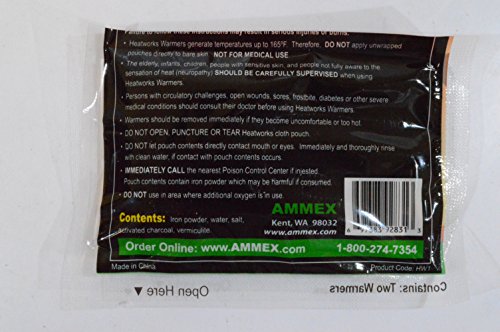 Failure to follow these instructions may result in serious injuries or burns.
• Heatworks Warmers generate temperatures up to 165°F. Therefore, DO NOT apply unwrapped
pouches directly to bare skin. NOT FOR MEDICAL USE.
• The elderly, infants, children, people with sensitive skin, and people not fully aware to the
sensation of heat (neuropathy) SHOULD BE CAREFULLY SUPERVISED when using
Heatworks Warmers.
• Persons with circulatory challenges, open wounds, sores, frostbite, diabetes or other severe
medical conditions should consult their doctor before using Heatworks Warmers.
• Warmers should be removed immediately if they become uncomfortable or too hot.
• DO NOT OPEN, PUNCTURE OR TEAR Heatworks cloth pouch.
• DO NOT let pouch contents directly contact mouth or eyes. Immediately and thoroughly rinse
with clean water, if contact with pouch contents occurs.
• IMMEDIATELY CALL the nearest Poison Control Center if injested.
Pouch contents contain iron powder which may be harmful if consumed.
• DO NOT use in area where additional oxygen is in use.
Contents: Iron powder, water, salt,
activated charcoal, vermiculite.
AMMEX
Kent, WA 98032
www.ammex.com
Order Online: www.AMMEX.com 1-800-274-7354
Made in China
Product Code: HW1
Open Here ▼
Contains: Two Warmers